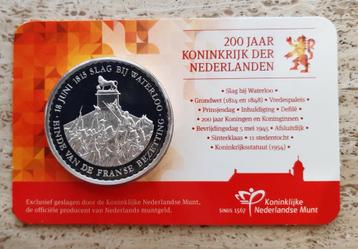 200 JAAR
KONINKRIJK DER
NEDERLANDEN
• Slag bij Waterloo •
Grondwet (1814 en 1848) • Vredespaleis •
Prinsjesdag • Inhuldiging • Defilé •
• 200 jaar Koningen en Koninginnen •
Bevrijdingsdag 5 mei 1945 • Afsluitdijk •
Sinterklaas • 11 stedentocht •
Koninkrijksstatuut (1954) •
18 JUNI 1815 SLAG BIJ WATERLOO •
EINDE VAN DE FRANSE BEZETTING •
Exclusief geslagen door de Koninklijke Nederlandse Munt,
de officiële producent van Nederlands muntgeld.
SINDS 1567
Koninklijke
Nederlandse Munt